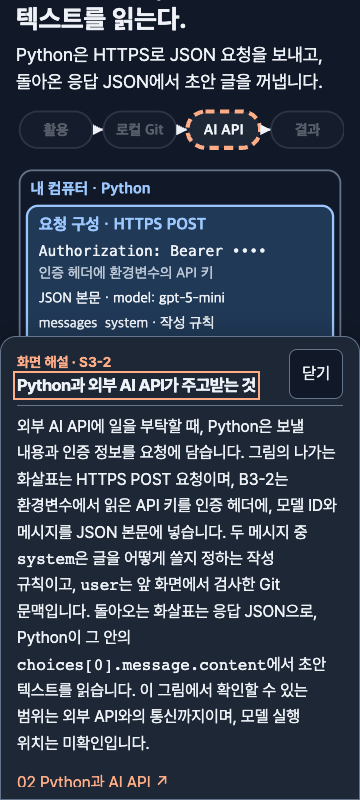 텍스트를 읽는다.
Python은 HTTPS로 JSON 요청을 보내고,
돌아온 응답 JSON에서 초안 글을 꺼냅니다.
활용 로컬 Git AI API 결과
내 컴퓨터 · Python
요청 구성 · HTTPS POST
Authorization: Bearer ••••
인증 헤더에 환경변수의 API 키
JSON 본문 · model: gpt-5-mini
messages system · 작성 규칙
화면 해설 · S3-2
Python과 외부 AI API가 주고받는 것
닫기
외부 AI API에 일을 부탁할 때, Python은 보낼
내용과 인증 정보를 요청에 담습니다. 그림의 나가는
화살표는 HTTPS POST 요청이며, B3-2는
환경변수에서 읽은 API 키를 인증 헤더에, 모델 ID와
메시지를 JSON 본문에 넣습니다. 두 메시지 중
system은 글을 어떻게 쓸지 정하는 작성
규칙이고, user는 앞 화면에서 검사한 Git
문맥입니다. 돌아오는 화살표는 응답 JSON으로,
Python이 그 안의
choices[0].message.content에서 초안
텍스트를 읽습니다. 이 그림에서 확인할 수 있는
범위는 외부 API와의 통신까지이며, 모델 실행
위치는 미확인입니다.
02 Python과 AI API ↗